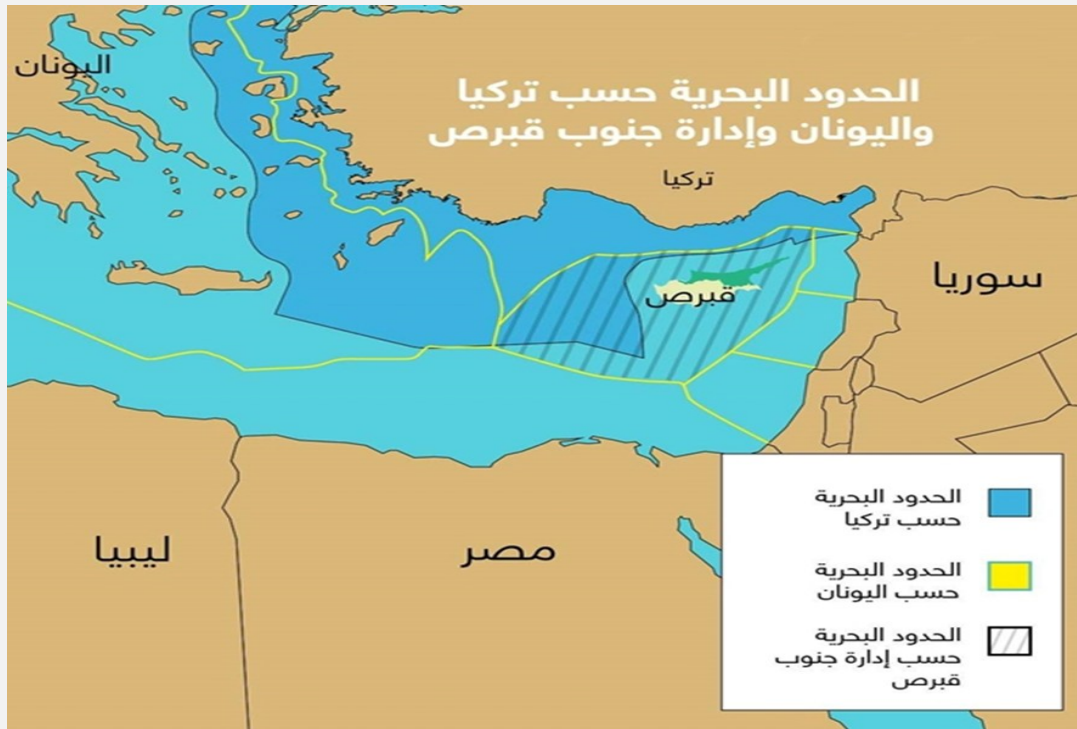 اليونان
الحدود البحرية حسب تركيا
واليونان وإدارة جنوب قبرص
تركيا
سوريا
قبرص
ليبيا
مصر
الحدود البحرية
حسب تركيا
الحدود البحرية
حسب اليونان
الحدود البحرية
حسب إدارة جنوب
قبرص